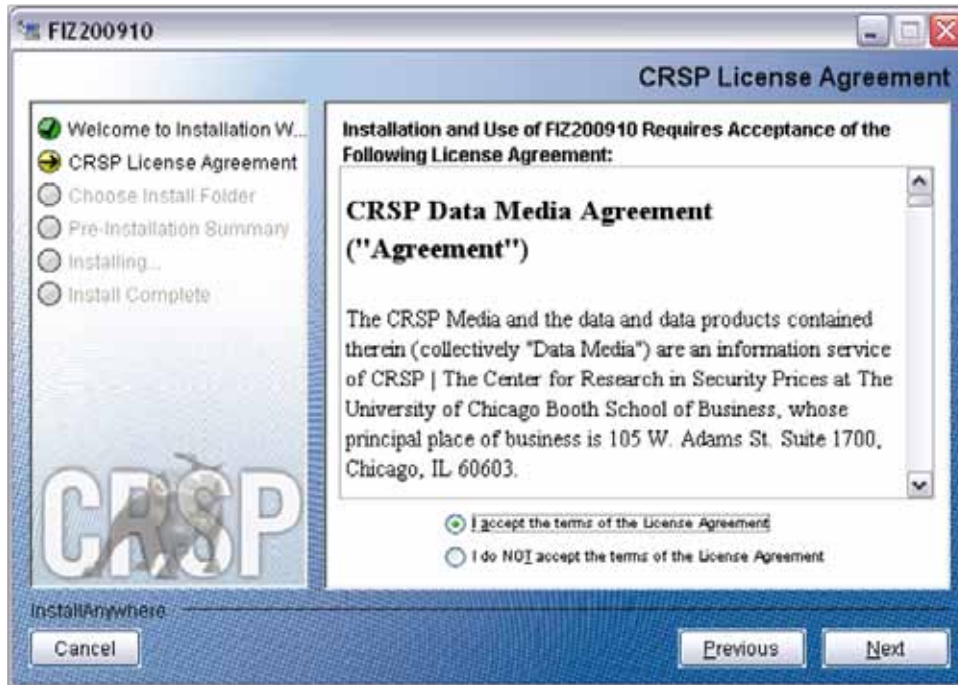 FIZ200910
CRSP License Agreement
Welcome to Installation W...
CRSP License Agreement
Choose Install Folder
Pre-Installation Summary
Installing...
Install Complete
CRSP
Installation and Use of FIZ200910 Requires Acceptance of the
Following License Agreement:
CRSP Data Media Agreement
("Agreement")
The CRSP Media and the data and data products contained
therein (collectively "Data Media") are an information service
of CRSP | The Center for Research in Security Prices at The
University of Chicago Booth School of Business, whose
principal place of business is 105 W. Adams St. Suite 1700,
Chicago, IL 60603.
I accept the terms of the License Agreement
I do NOT accept the terms of the License Agreement
InstallAnywhere
Cancel
Previous
Next